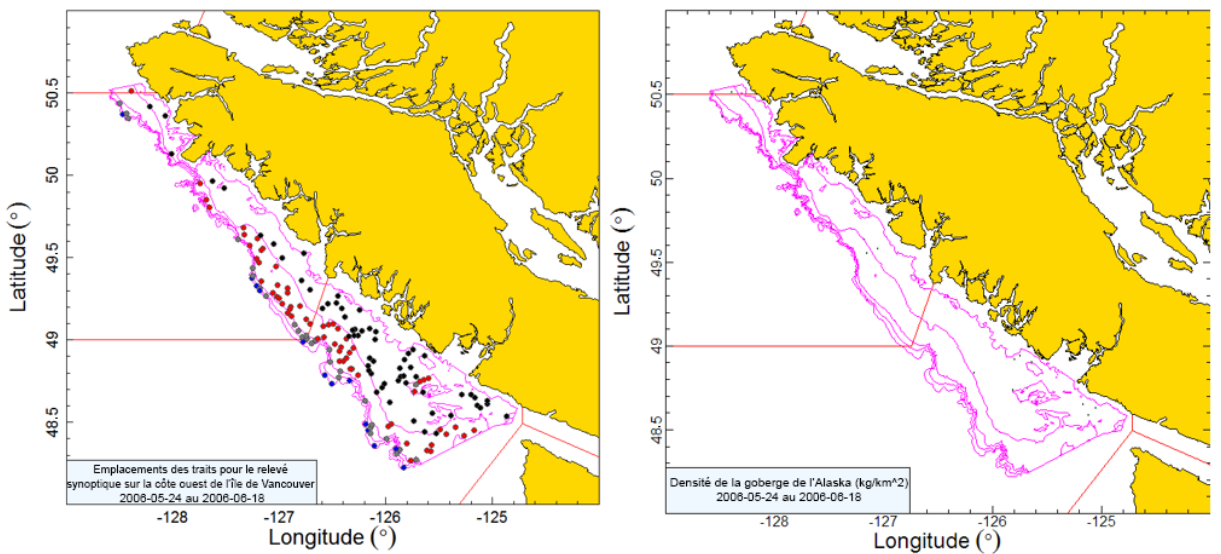 50.5
50
49.5
49
48.5
Latitude (°)
Emplacements des traits pour le relevé
synoptique sur la côte ouest de l'île de Vancouver
2006-05-24 au 2006-06-18
-128
-127
-126
-125
Longitude (°)
50.5
50
49.5
49
48.5
Latitude (°)
Densité de la goberge de l'Alaska (kg/km^2)
2006-05-24 au 2006-06-18
-128
-127
-126
-125
Longitude (°)